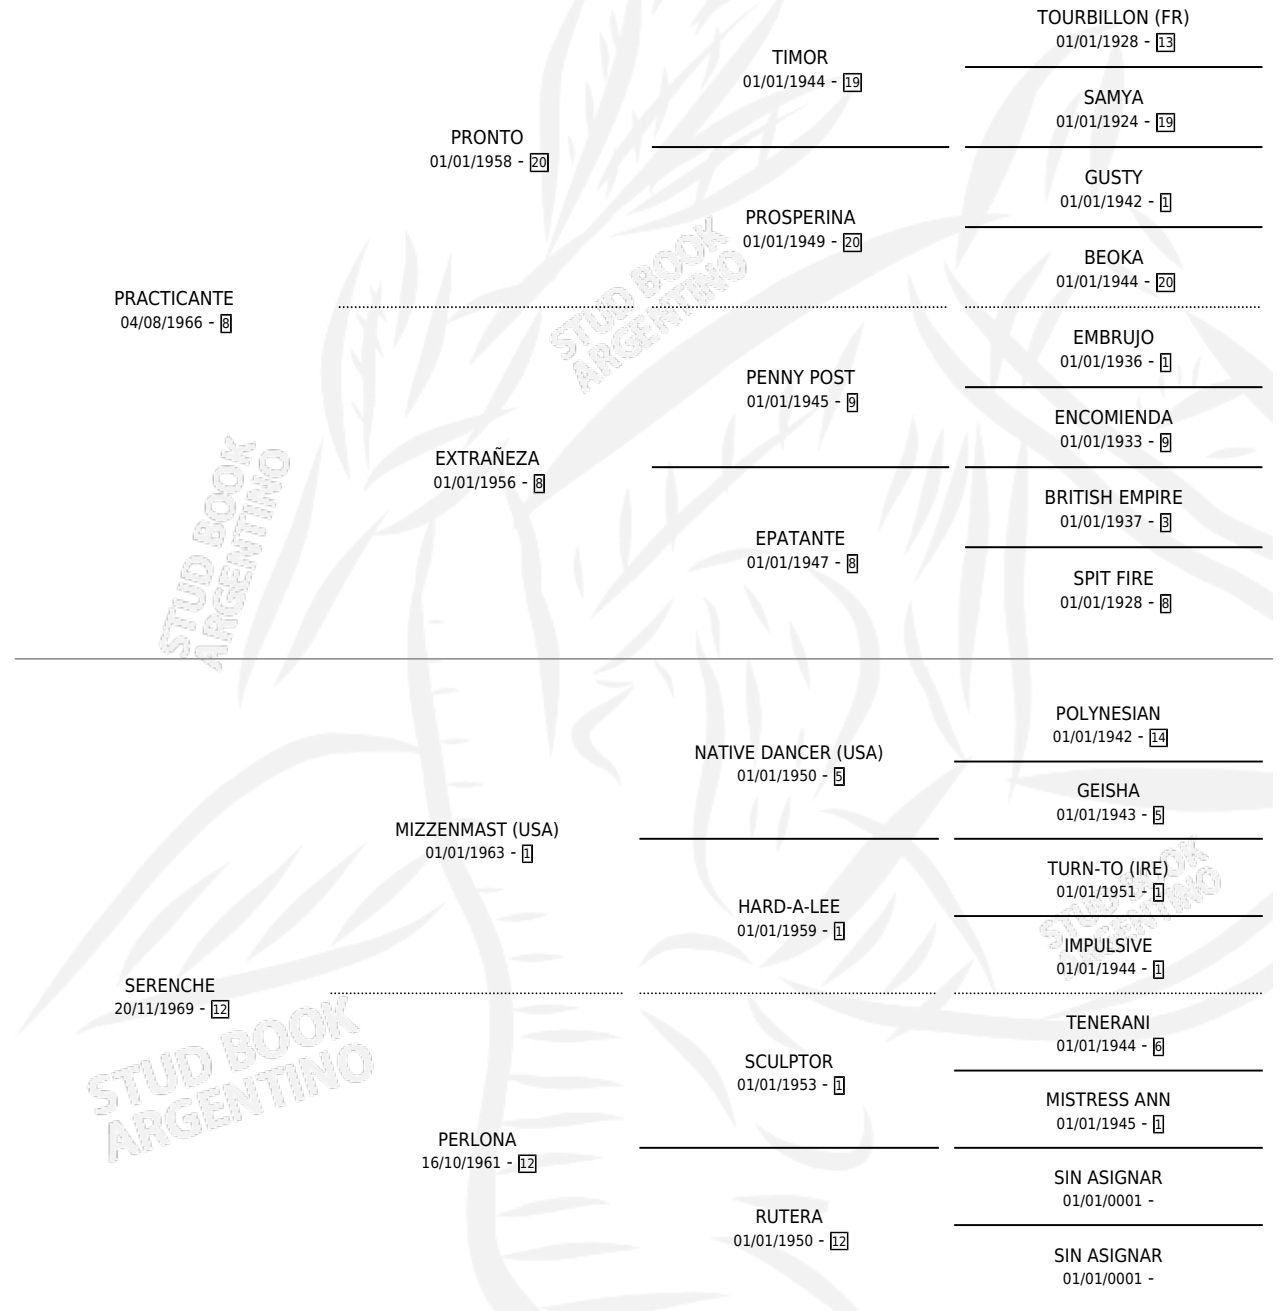 TOURBILLON (FR)
01/01/1928 - 13
TIMOR
01/01/1944 - 19
SAMYA
01/01/1924 - 19
PRONTO
01/01/1958 - 20
GUSTY
01/01/1942 - 1
PROSPERINA
01/01/1949 - 20
BEOKA
01/01/1944 - 20
PRACTICANTE
04/08/1966 - 8
EMBRUJO
01/01/1936 - 1
PENNY POST
01/01/1945 - 9
ENCOMIENDA
01/01/1933 - 9
EXTRAÑEZA
01/01/1956 - 8
BRITISH EMPIRE
01/01/1937 - 3
EPATANTE
01/01/1947 - 8
SPIT FIRE
01/01/1928 - 8
STUD BOOK
ARGENTINO
STUD BOOK
ARGENTINO
POLYNESIAN
01/01/1942 - 14
NATIVE DANCER (USA)
01/01/1950 - 5
GEISHA
01/01/1943 - 5
MIZZENMAST (USA)
01/01/1963 - 1
TURN-TO (IRE)
01/01/1951 - 1
HARD-A-LEE
01/01/1959 - 1
IMPULSIVE
01/01/1944 - 1
SERENCHE
20/11/1969 - 12
TENERANI
01/01/1944 - 6
SCULPTOR
01/01/1953 - 1
MISTRESS ANN
01/01/1945 - 1
PERLONA
16/10/1961 - 12
SIN ASIGNAR
01/01/0001 -
RUTERA
01/01/1950 - 12
SIN ASIGNAR
01/01/0001 -
STUD BOOK
ARGENTINO
STUD BOOK
ARGENTINO